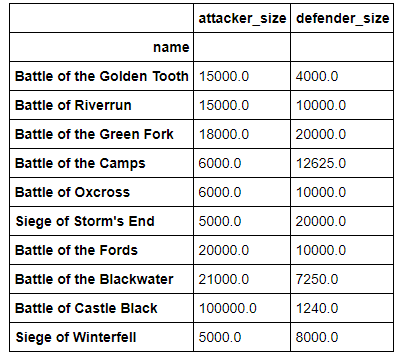 attacker_size defender_size
name
Battle of the Golden Tooth 15000.0 4000.0
Battle of Riverrun 15000.0 10000.0
Battle of the Green Fork 18000.0 20000.0
Battle of the Camps 6000.0 12625.0
Battle of Oxcross 6000.0 10000.0
Siege of Storm's End 5000.0 20000.0
Battle of the Fords 20000.0 10000.0
Battle of the Blackwater 21000.0 7250.0
Battle of Castle Black 100000.0 1240.0
Siege of Winterfell 5000.0 8000.0